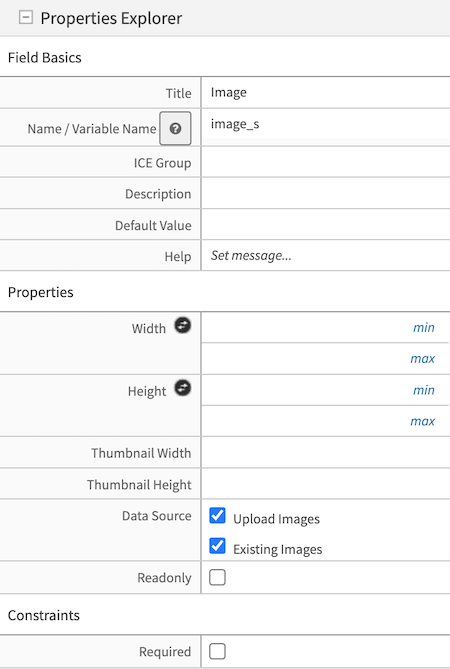 Properties Explorer
Field Basics
Title Image
Name / Variable Name ? image_s
ICE Group
Description
Default Value
Help Set message...
Properties
Width min
max
Height min
max
Thumbnail Width
Thumbnail Height
Data Source Upload Images
Existing Images
Readonly
Constraints
Required